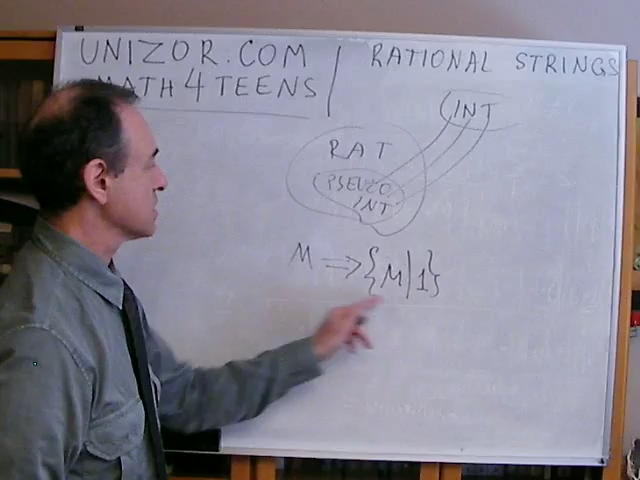 UNIZOR.COM
MATH 4 TEENS
RATIONAL STRINGS
INT
RAT
PSEUDO
INT
M ⇒ {M|1}